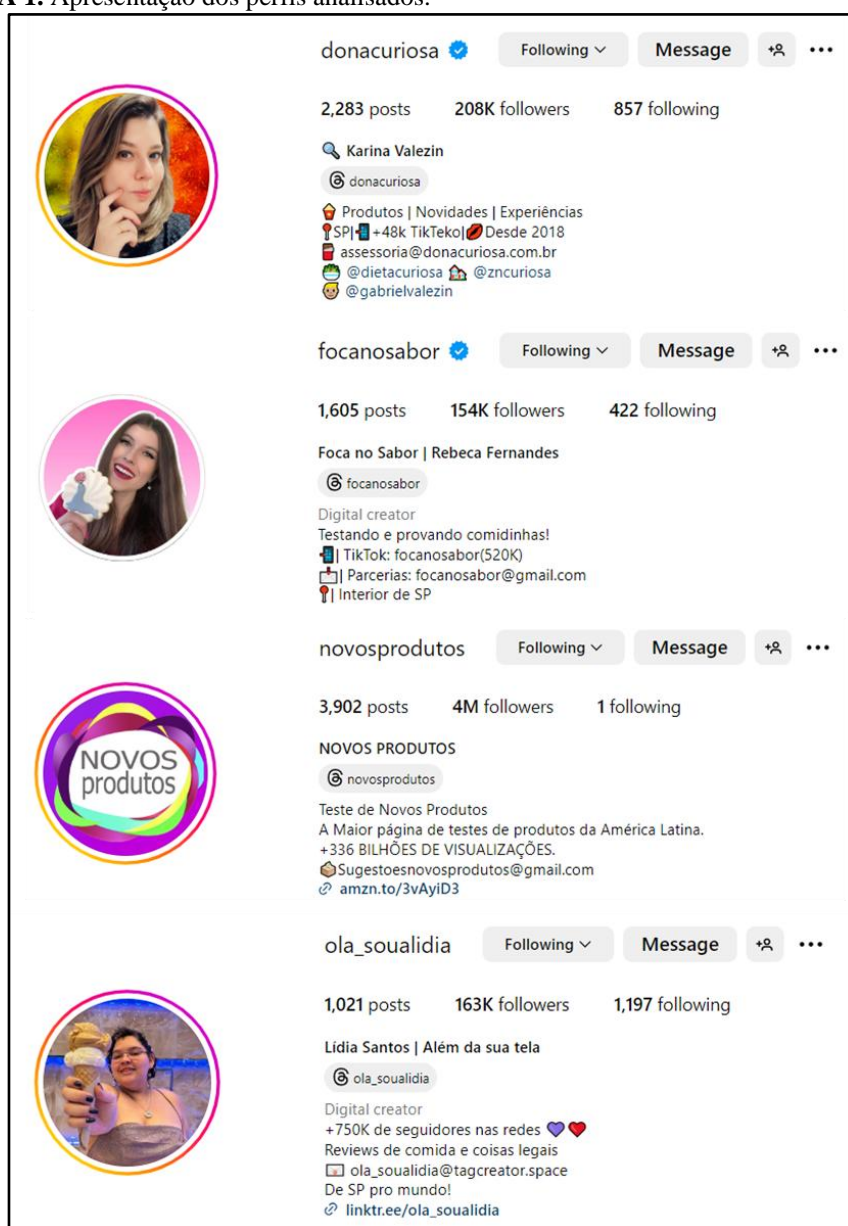 A 1. Apresentação dos perfis analisados.
donacuriosa Following Message
2,283 posts 208K followers 857 following
Karina Valezin
donacuriosa
Produtos | Novidades | Experiências
SP| +48k TikTeko| Desde 2018
assessoria@donacuriosa.com.br
@dietacuriosa @zncuriosa
@gabrielvalezin
focanosabor Following Message
1,605 posts 154K followers 422 following
Foca no Sabor | Rebeca Fernandes
focanosabor
Digital creator
Testando e provando comidinhas!
| TikTok: focanosabor(520K)
| Parcerias: focanosabor@gmail.com
| Interior de SP
novosprodutos Following Message
3,902 posts 4M followers 1 following
NOVOS
produtos
NOVOS PRODUTOS
novosprodutos
Teste de Novos Produtos
A Maior página de testes de produtos da América Latina.
+336 BILHÕES DE VISUALIZAÇÕES.
Sugestoesnovosprodutos@gmail.com
amzn.to/3vAyiD3
ola_soualidia Following Message
1,021 posts 163K followers 1,197 following
Lídia Santos | Além da sua tela
ola_soualidia
Digital creator
+750K de seguidores nas redes
Reviews de comida e coisas legais
ola_soualidia@tagcreator.space
De SP pro mundo!
linktr.ee/ola_soualidia